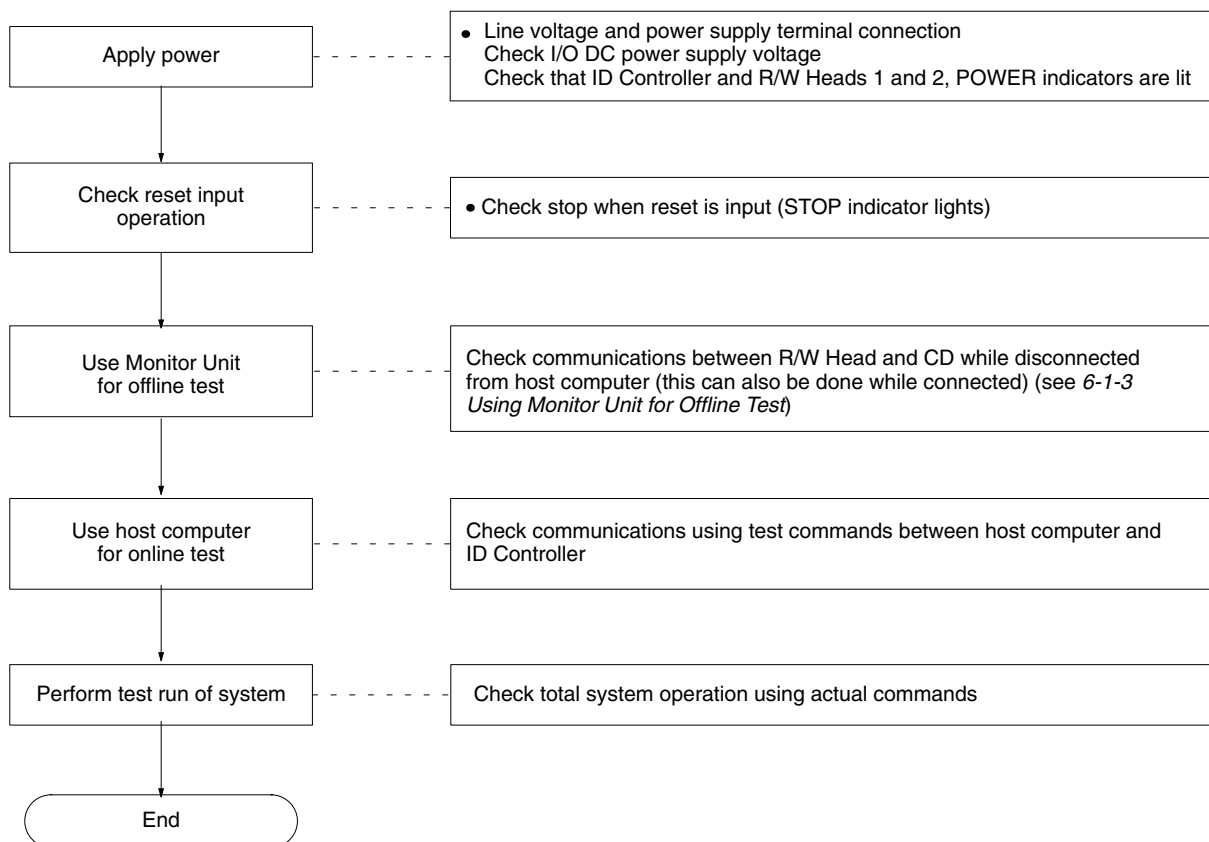 Apply power
• Line voltage and power supply terminal connection
Check I/O DC power supply voltage
Check that ID Controller and R/W Heads 1 and 2, POWER indicators are lit
Check reset input
operation
• Check stop when reset is input (STOP indicator lights)
Use Monitor Unit
for offline test
Check communications between R/W Head and CD while disconnected
from host computer (this can also be done while connected) (see 6-1-3
Using Monitor Unit for Offline Test)
Use host computer
for online test
Check communications using test commands between host computer and
ID Controller
Perform test run of system
Check total system operation using actual commands
End